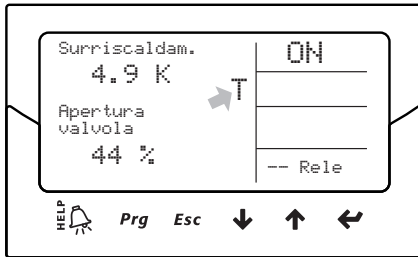 Surriscaldam.
4.9 K
Apertura
valvola
44 %
T
ON
-- Rele
HELP
Prg
Esc